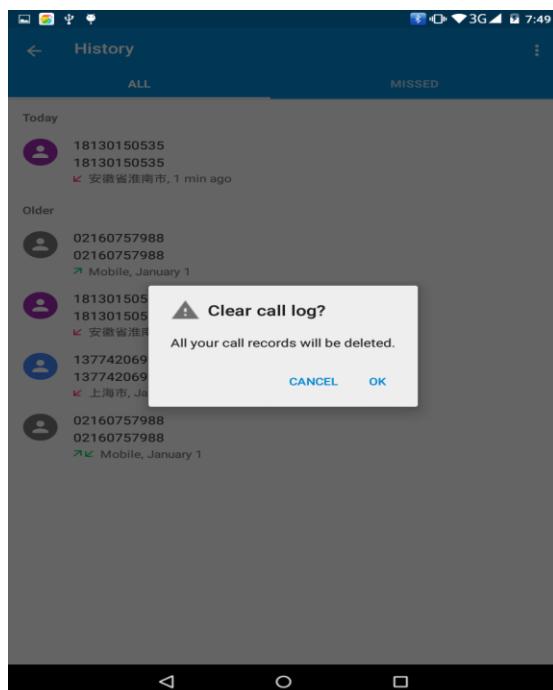 3G 7:49
History
ALL MISSED
Today
18130150535
18130150535
安徽省淮南市, 1 min ago
Older
02160757988
02160757988
Mobile, January 1
181301505
181301505
安徽省淮
137742069
137742069
上海市, Ja
02160757988
02160757988
Mobile, January 1
Clear call log?
All your call records will be deleted.
CANCEL OK